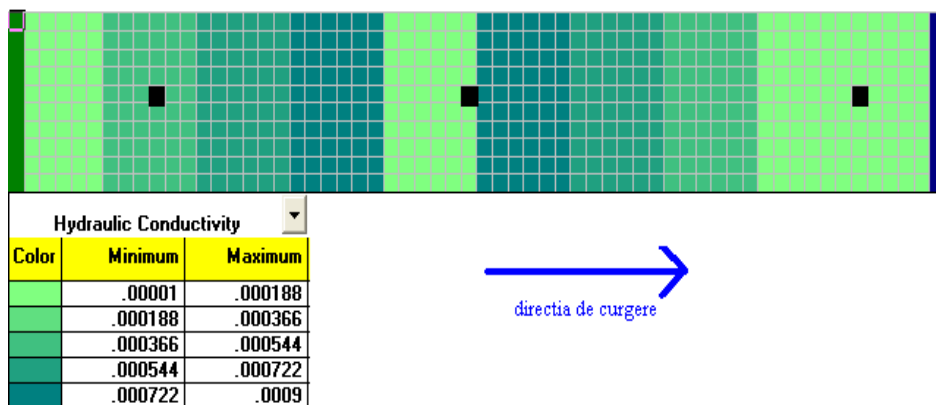 Hydraulic Conductivity
Color Minimum Maximum
.00001 .000188
.000188 .000366
.000366 .000544
.000544 .000722
.000722 .0009
directia de curgere